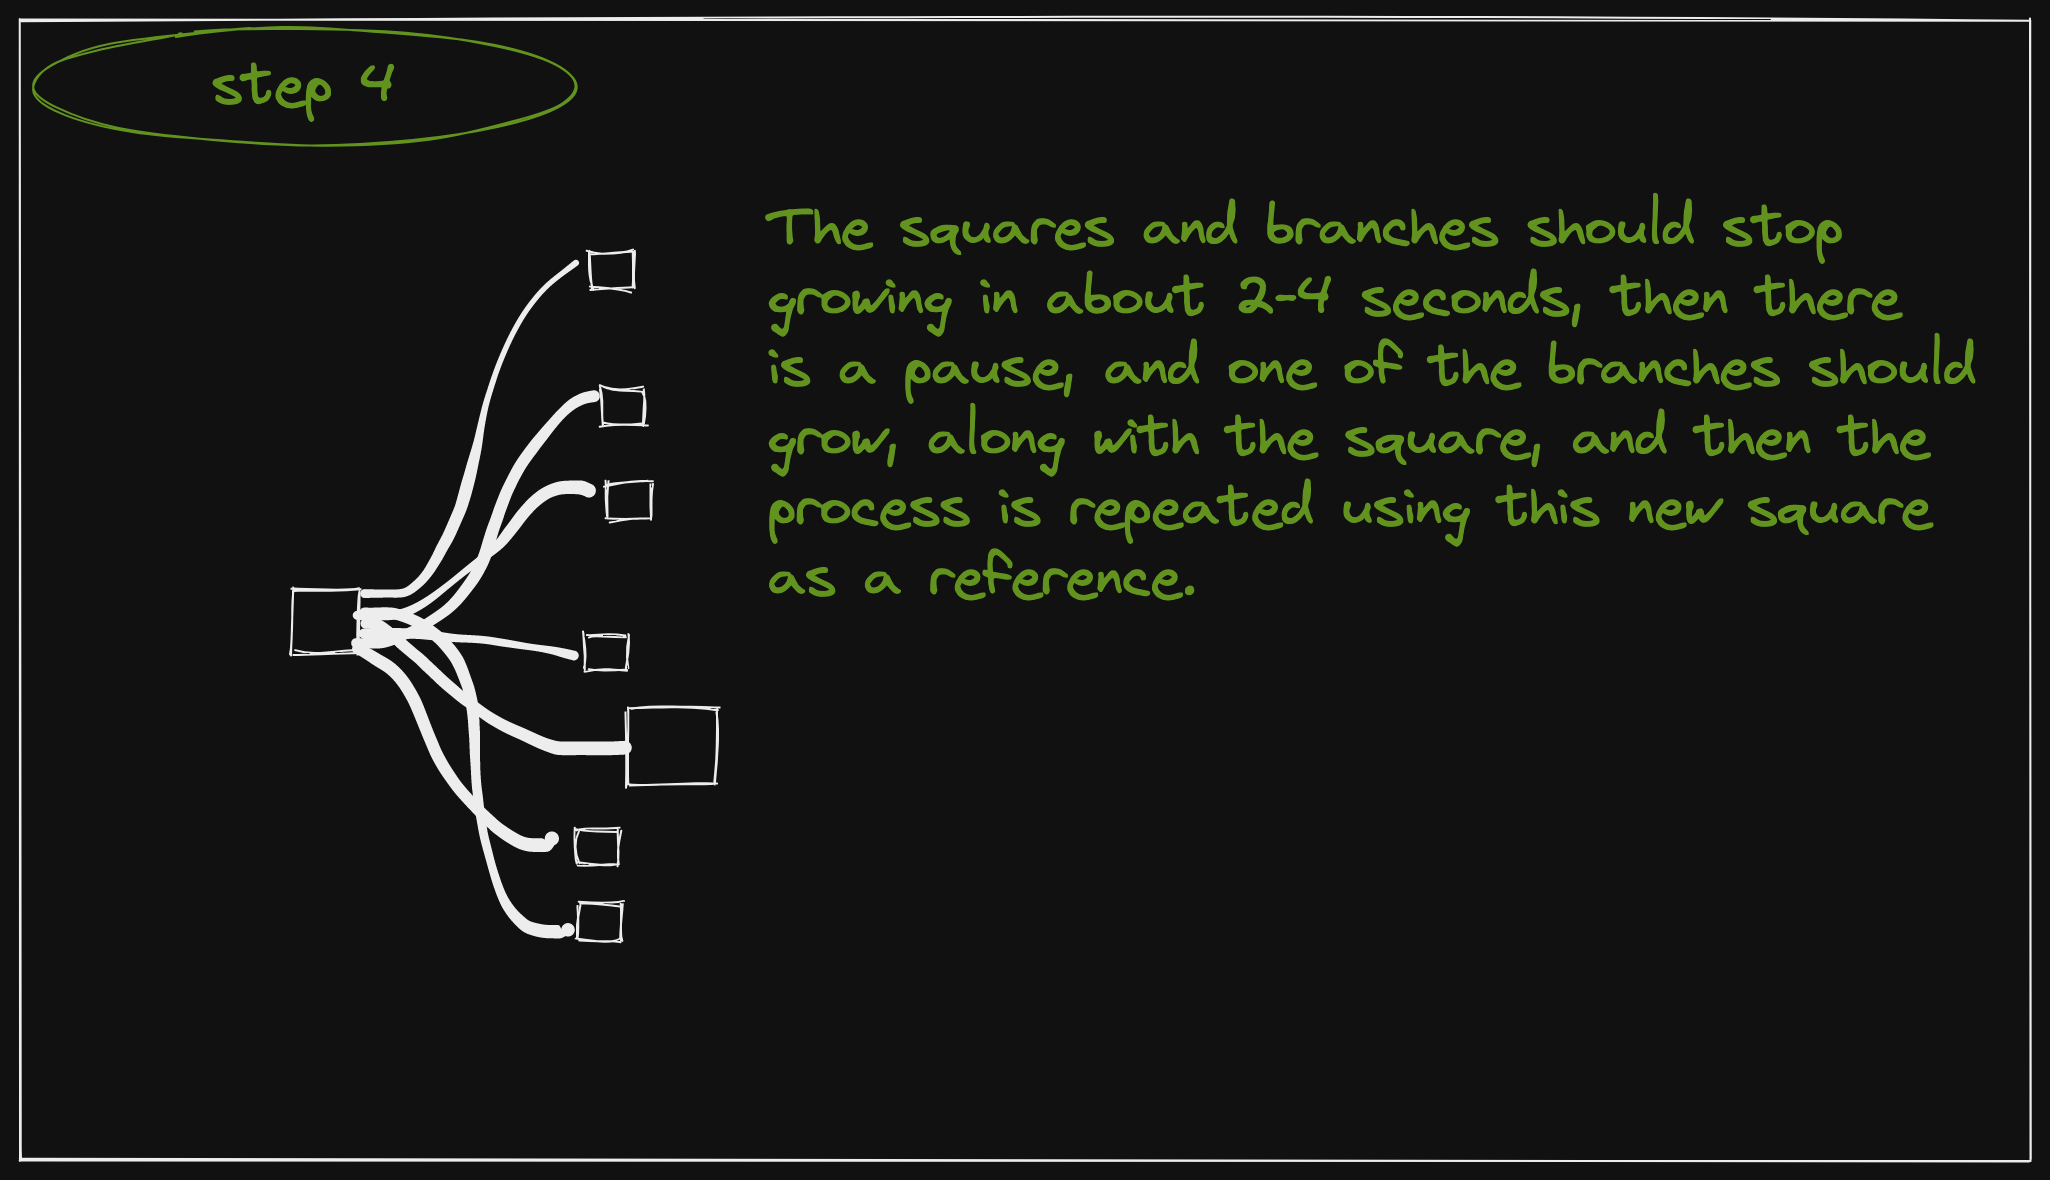 step 4
The squares and branches should stop
growing in about 2-4 seconds, then there
is a pause, and one of the branches should
grow, along with the square, and then the
process is repeated using this new square
as a reference.